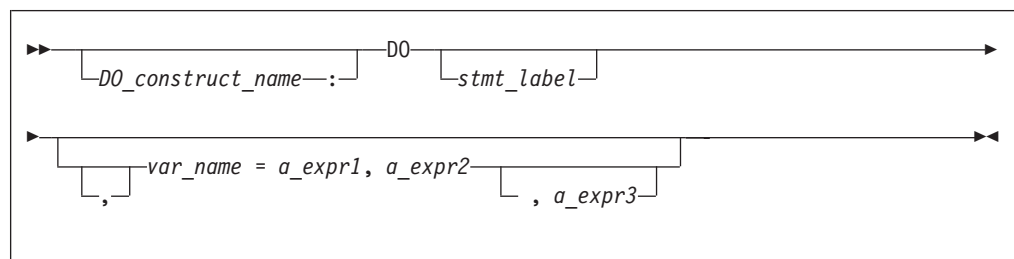 DO
DO_construct_name : stmt_label
var_name = a_expr1, a_expr2
, , a_expr3